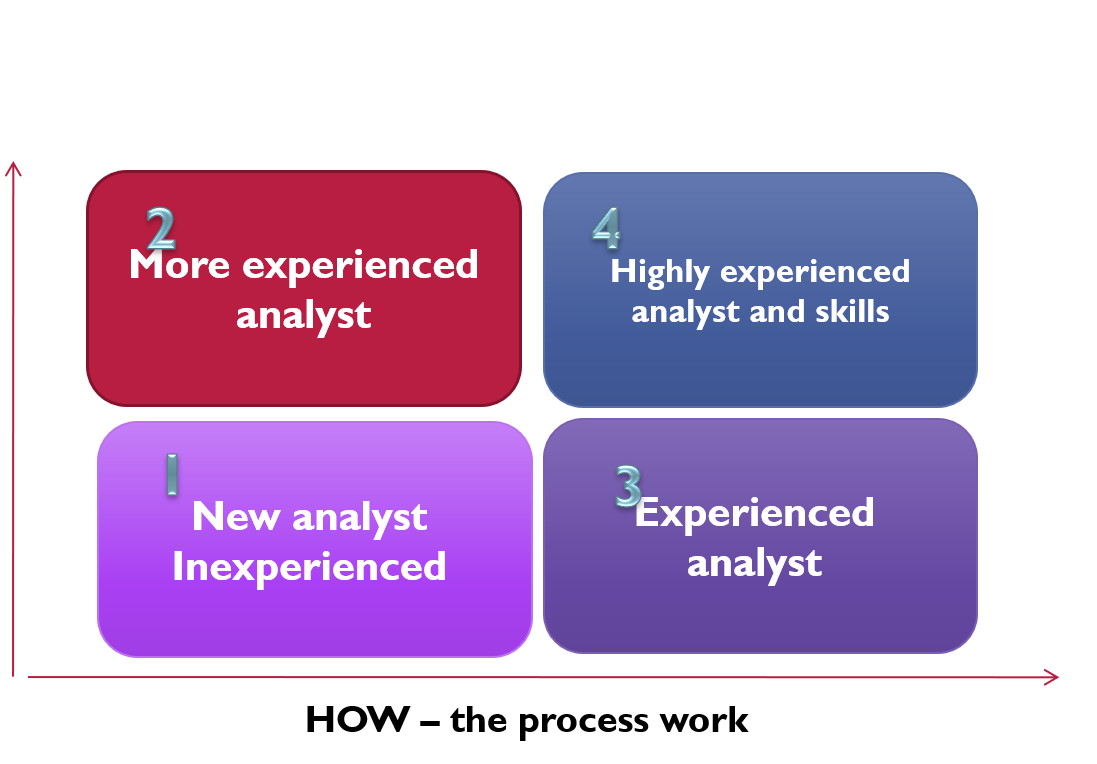 2
More experienced
analyst
4
Highly experienced
analyst and skills
1
New analyst
Inexperienced
3
Experienced
analyst
HOW – the process work